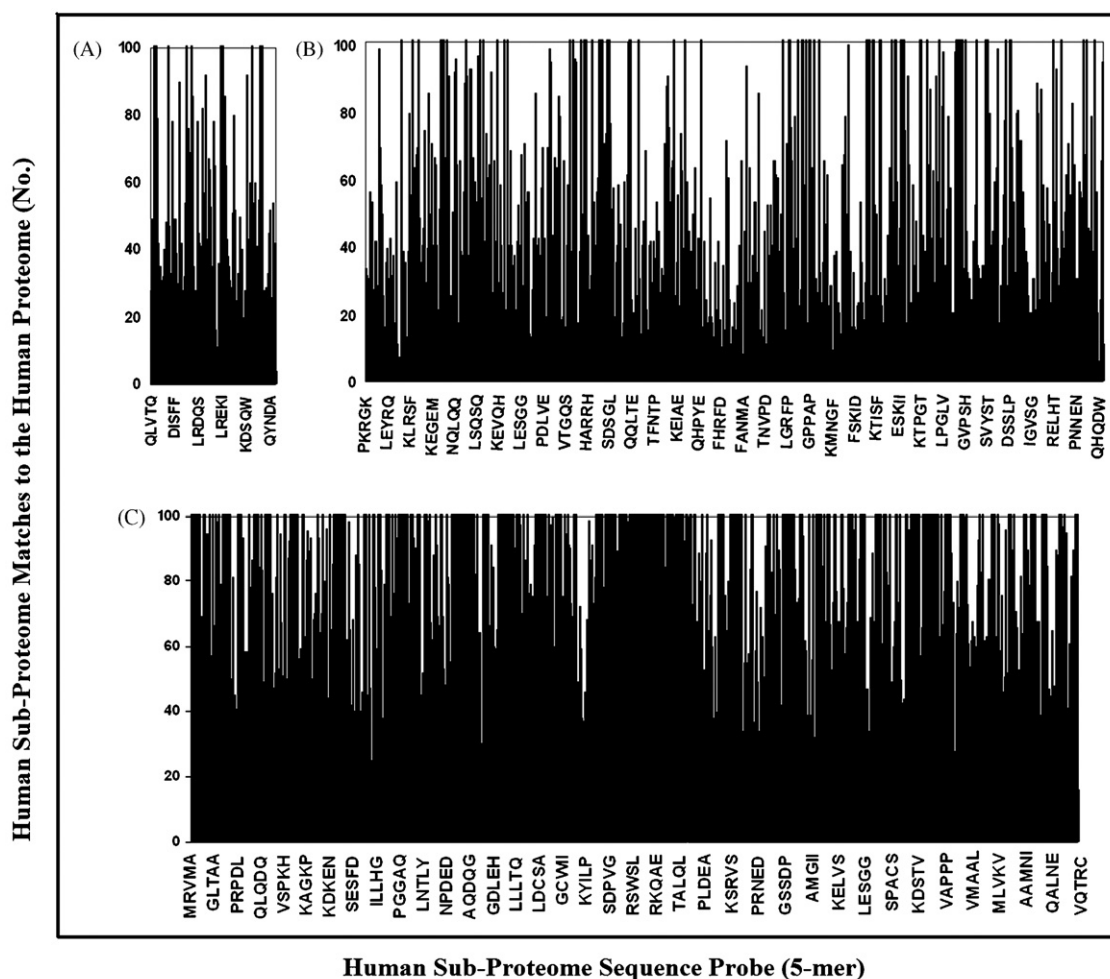 Human Sub-Proteome Matches to the Human Proteome (No.)
(A)
100
80
60
40
20
0
QLVTQ
DISFF
LRDQS
LREKI
KDSQW
QYNDA
(B)
100
80
60
40
20
0
PKRGK
LEYRQ
KLRSF
KEGEM
NQLQQ
LSQSQ
KEVQH
LESGG
PDLVE
VTGQS
HARRH
SDSGL
QQLTE
TFNTP
KEIAE
QHPYE
FHRFD
FANMA
TNVPD
LGRFP
GPPAP
KMNGF
FSKID
KTISF
ESKII
KTPGT
LPGLV
GVPSH
SVYST
DSSLP
IGVSG
RELHT
PNNEN
QHQDW
(C)
100
80
60
40
20
0
MRVMA
GLTAA
PRPDL
QLQDQ
VSPKH
KAGKP
KDKEN
SESFD
ILLHG
PGGAQ
LNTLY
NPDED
AQDQG
GDLEH
LLLTQ
LDCSA
GCWMI
KYILP
SDPVG
RSWSL
RKQAE
TALQL
PLDEA
KSRVS
PRNED
GSSDP
AMGII
KELVS
LESGG
SPACS
KDSTV
VAPPP
VMAAL
MLVKV
AAMNI
QALNE
VQTRC
Human Sub-Proteome Sequence Probe (5-mer)